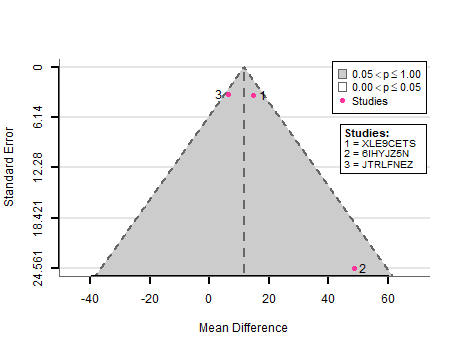 0.05 < p ≤ 1.00
0.00 < p ≤ 0.05
Studies
Studies:
1 = XLE9CETS
2 = 6IHYJZ5N
3 = JTRLFNEZ
3
1
2
Standard Error
0
6.14
12.28
18.421
24.561
-40
-20
0
20
40
60
Mean Difference